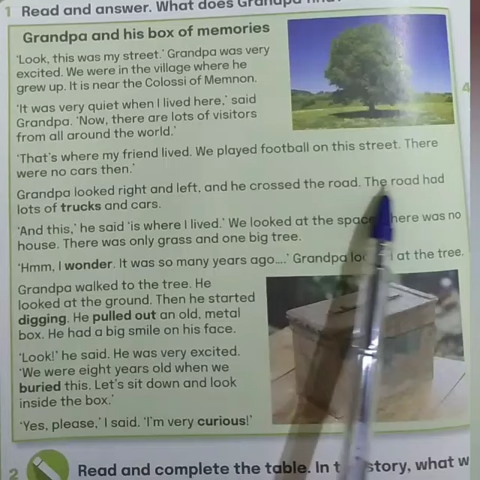 1 Read and answer. What does Grandpa
Grandpa and his box of memories
'Look, this was my street.' Grandpa was very
excited. We were in the village where he
grew up. It is near the Colossi of Memnon.
'It was very quiet when I lived here,' said
Grandpa. 'Now, there are lots of visitors
from all around the world.'
'That's where my friend lived. We played football on this street. There
were no cars then.'
Grandpa looked right and left, and he crossed the road. The road had
lots of trucks and cars.
'And this,' he said 'is where I lived.' We looked at the space. There was no
house. There was only grass and one big tree.
'Hmm, I wonder. It was so many years ago....' Grandpa looked at the tree.
Grandpa walked to the tree. He
looked at the ground. Then he started
digging. He pulled out an old, metal
box. He had a big smile on his face.
'Look!' he said. He was very excited.
'We were eight years old when we
buried this. Let's sit down and look
inside the box.'
'Yes, please,' I said. 'I'm very curious!'
2 Read and complete the table. In story, what